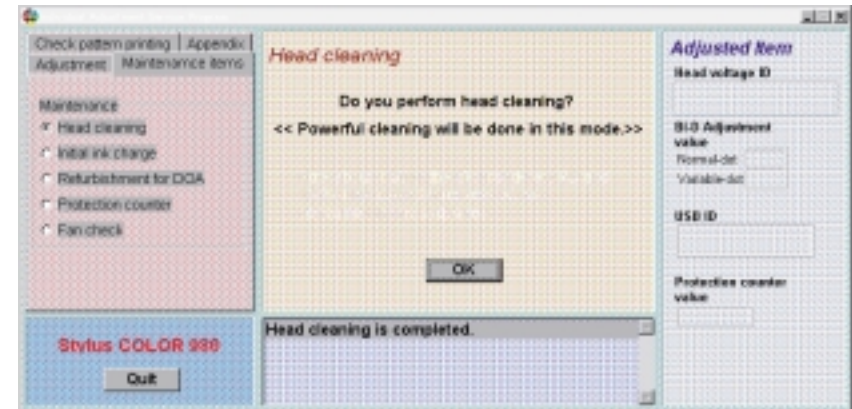 Check pattern printing Appendix
Adjustment Maintenamce items
Maintenance
Head cleaning
Initial ink charge
Refurbishment for DOA
Protection counter
Fan check
Stylus COLOR 980
Quit
Head cleaning
Do you perform head cleaning?
<< Powerful cleaning will be done in this mode.>>
OK
Head cleaning is completed.
Adjusted Item
Head voltage ID
BI-D Adjustment
value
Normal-dot
Variable-dot
USB ID
Protection counter
value